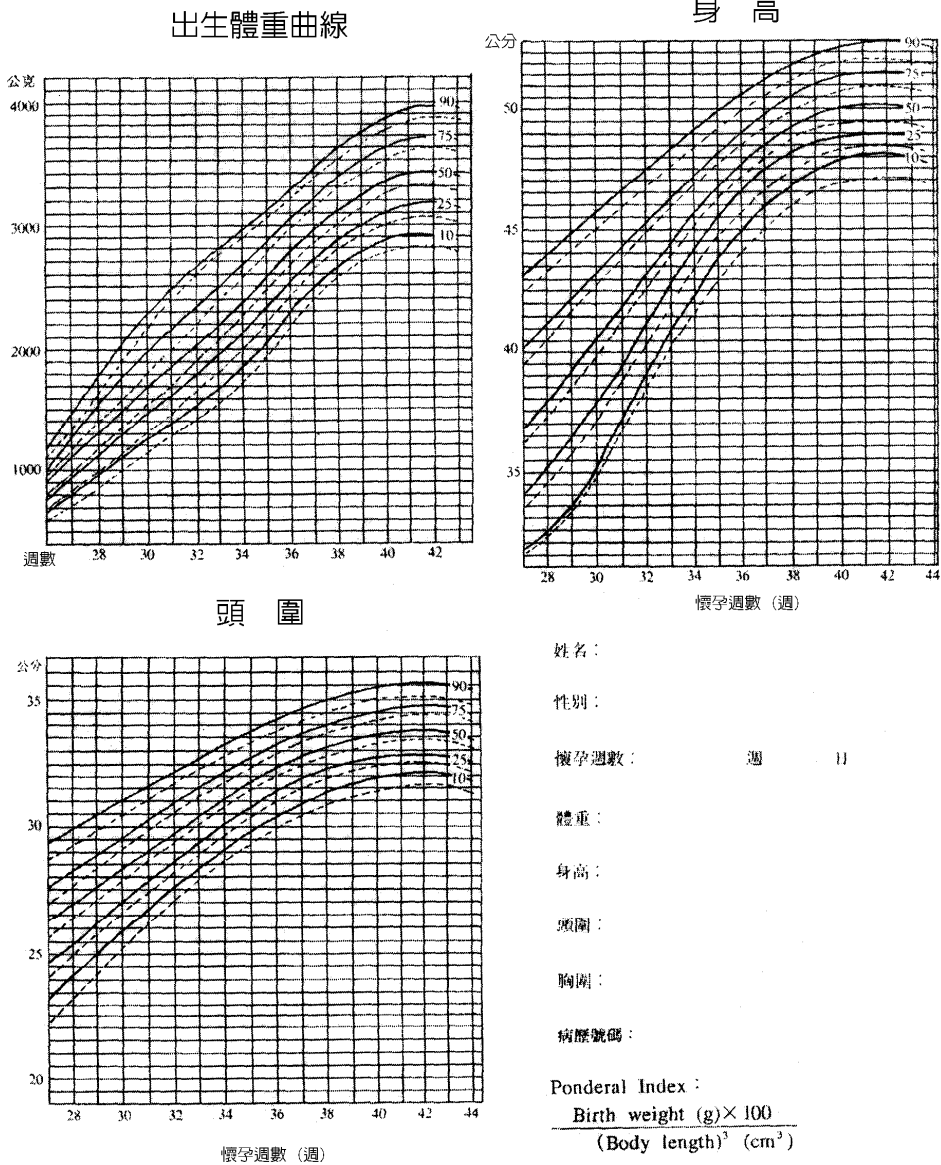 出生體重曲線
公克
4000
3000
2000
1000
90
75
50
25
10
28 30 32 34 36 38 40 42
週數
身 高
公分
50
45
40
35
90
75
50
25
10
28 30 32 34 36 38 40 42 44
懷孕週數（週）
頭 圍
公分
35
30
25
20
90
75
50
25
10
28 30 32 34 36 38 40 42 44
懷孕週數（週）
姓名：
性別：
懷孕週數： 週 日
體重：
身高：
頭圍：
胸圍：
病歷號碼：
Ponderal Index：
Birth weight (g)×100
(Body length)³ (cm³)